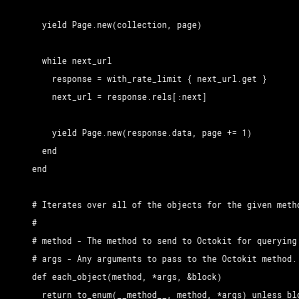 yield Page.new(collection, page)
while next_url
response = with_rate_limit { next_url.get }
next_url = response.rels[:next]
yield Page.new(response.data, page += 1)
end
end
# Iterates over all of the objects for the given
#
# method - The method to send to Octokit for querying
# args - Any arguments to pass to the Octokit method.
def each_object(method, *args, &block)
return to_enum(__method__, method, *args) unless